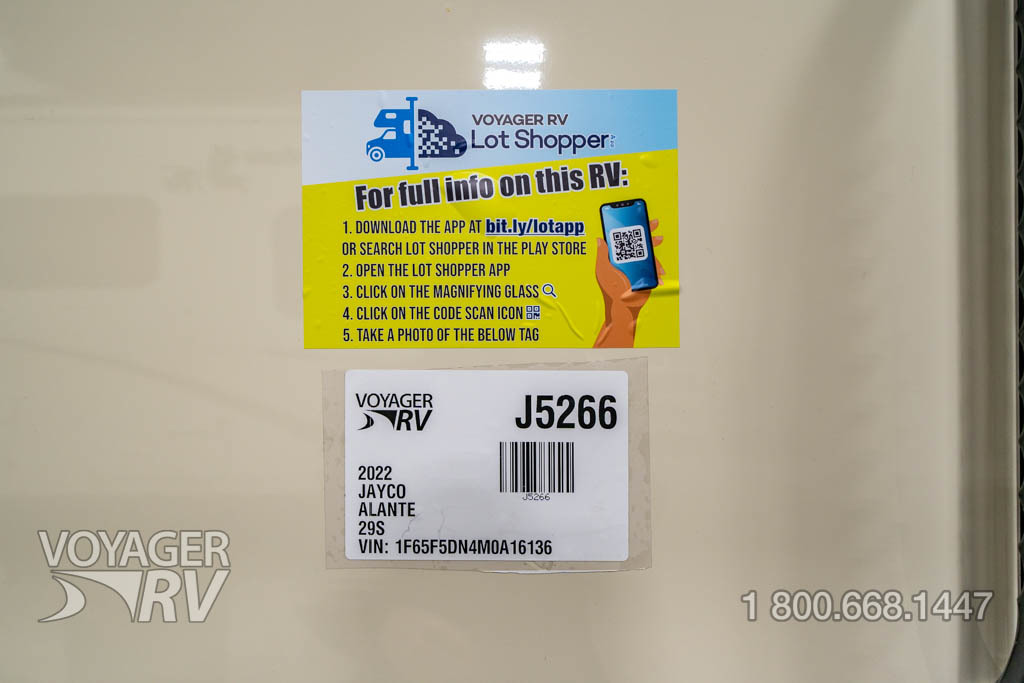 VOYAGER RV
Lot Shopper
For full info on this RV:
1. DOWNLOAD THE APP AT bit.ly/lotapp
OR SEARCH LOT SHOPPER IN THE PLAY STORE
2. OPEN THE LOT SHOPPER APP
3. CLICK ON THE MAGNIFYING GLASS
4. CLICK ON THE CODE SCAN ICON
5. TAKE A PHOTO OF THE BELOW TAG
VOYAGER
RV
J5266
J5266
2022
JAYCO
ALANTE
29S
VIN: 1F65F5DN4M0A16136
VOYAGER
RV
1 800.668.1447